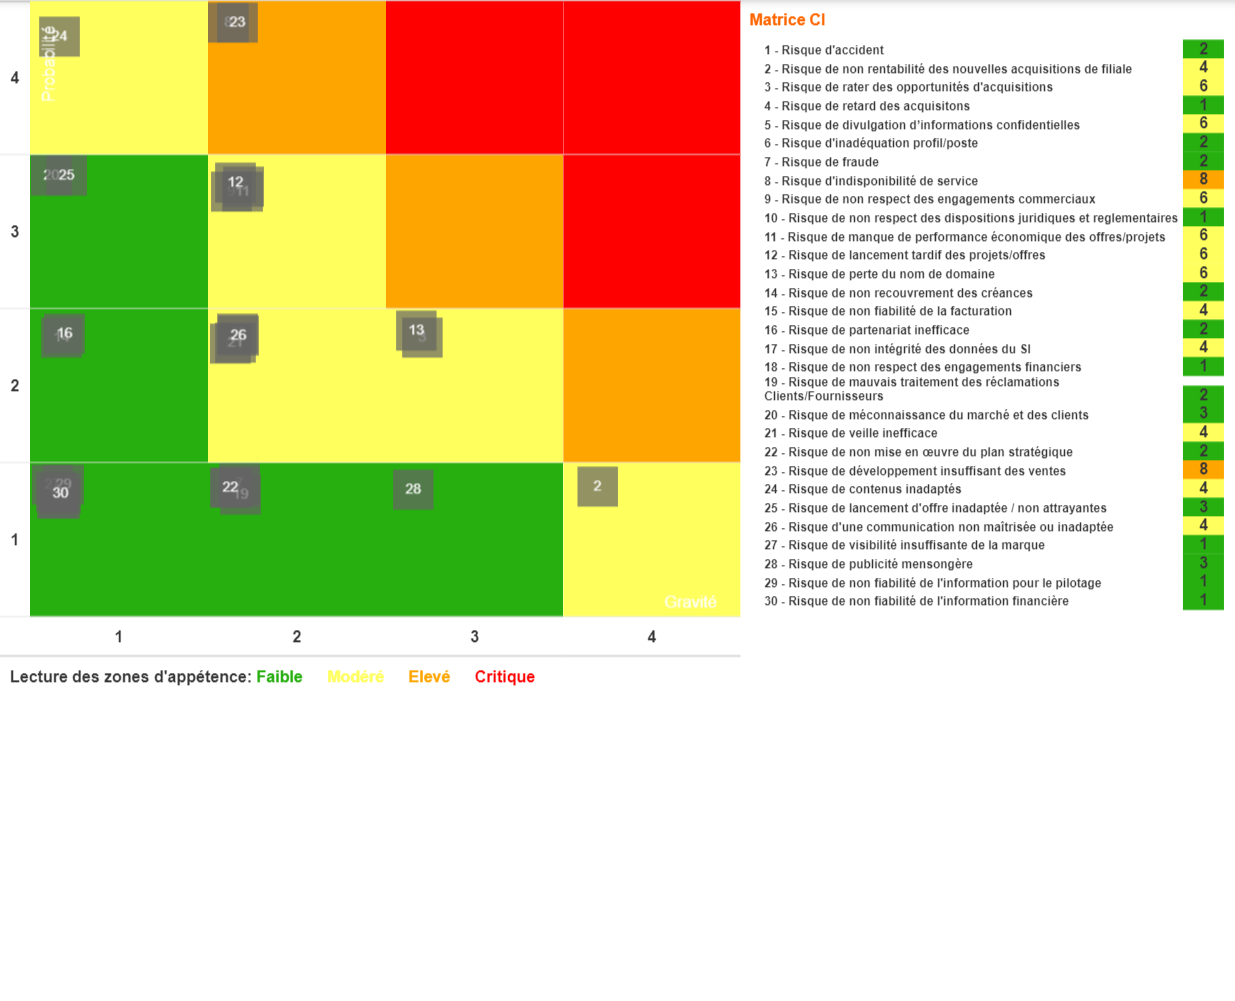 Probabilité
24
23
4
25
12
11
3
16
26
21
13
3
2
29
30
22
19
28
2
1
Gravité
1
2
3
4
Lecture des zones d'appétence: Faible Modéré Elevé Critique
Matrice CI
1 - Risque d'accident 2
2 - Risque de non rentabilité des nouvelles acquisitions de filiale 4
3 - Risque de rater des opportunités d'acquisitions 6
4 - Risque de retard des acquisitons 1
5 - Risque de divulgation d’informations confidentielles 6
6 - Risque d'inadéquation profil/poste 2
7 - Risque de fraude 2
8 - Risque d'indisponibilité de service 8
9 - Risque de non respect des engagements commerciaux 6
10 - Risque de non respect des dispositions juridiques et reglementaires 1
11 - Risque de manque de performance économique des offres/projets 6
12 - Risque de lancement tardif des projets/offres 6
13 - Risque de perte du nom de domaine 6
14 - Risque de non recouvrement des créances 2
15 - Risque de non fiabilité de la facturation 4
16 - Risque de partenariat inefficace 2
17 - Risque de non intégrité des données du SI 4
18 - Risque de non respect des engagements financiers 1
19 - Risque de mauvais traitement des réclamations
Clients/Fournisseurs 2
20 - Risque de méconnaissance du marché et des clients 3
21 - Risque de veille inefficace 4
22 - Risque de non mise en œuvre du plan stratégique 2
23 - Risque de développement insuffisant des ventes 8
24 - Risque de contenus inadaptés 4
25 - Risque de lancement d'offre inadaptée / non attrayantes 3
26 - Risque d'une communication non maîtrisée ou inadaptée 4
27 - Risque de visibilité insuffisante de la marque 1
28 - Risque de publicité mensongère 3
29 - Risque de non fiabilité de l'information pour le pilotage 1
30 - Risque de non fiabilité de l'information financière 1